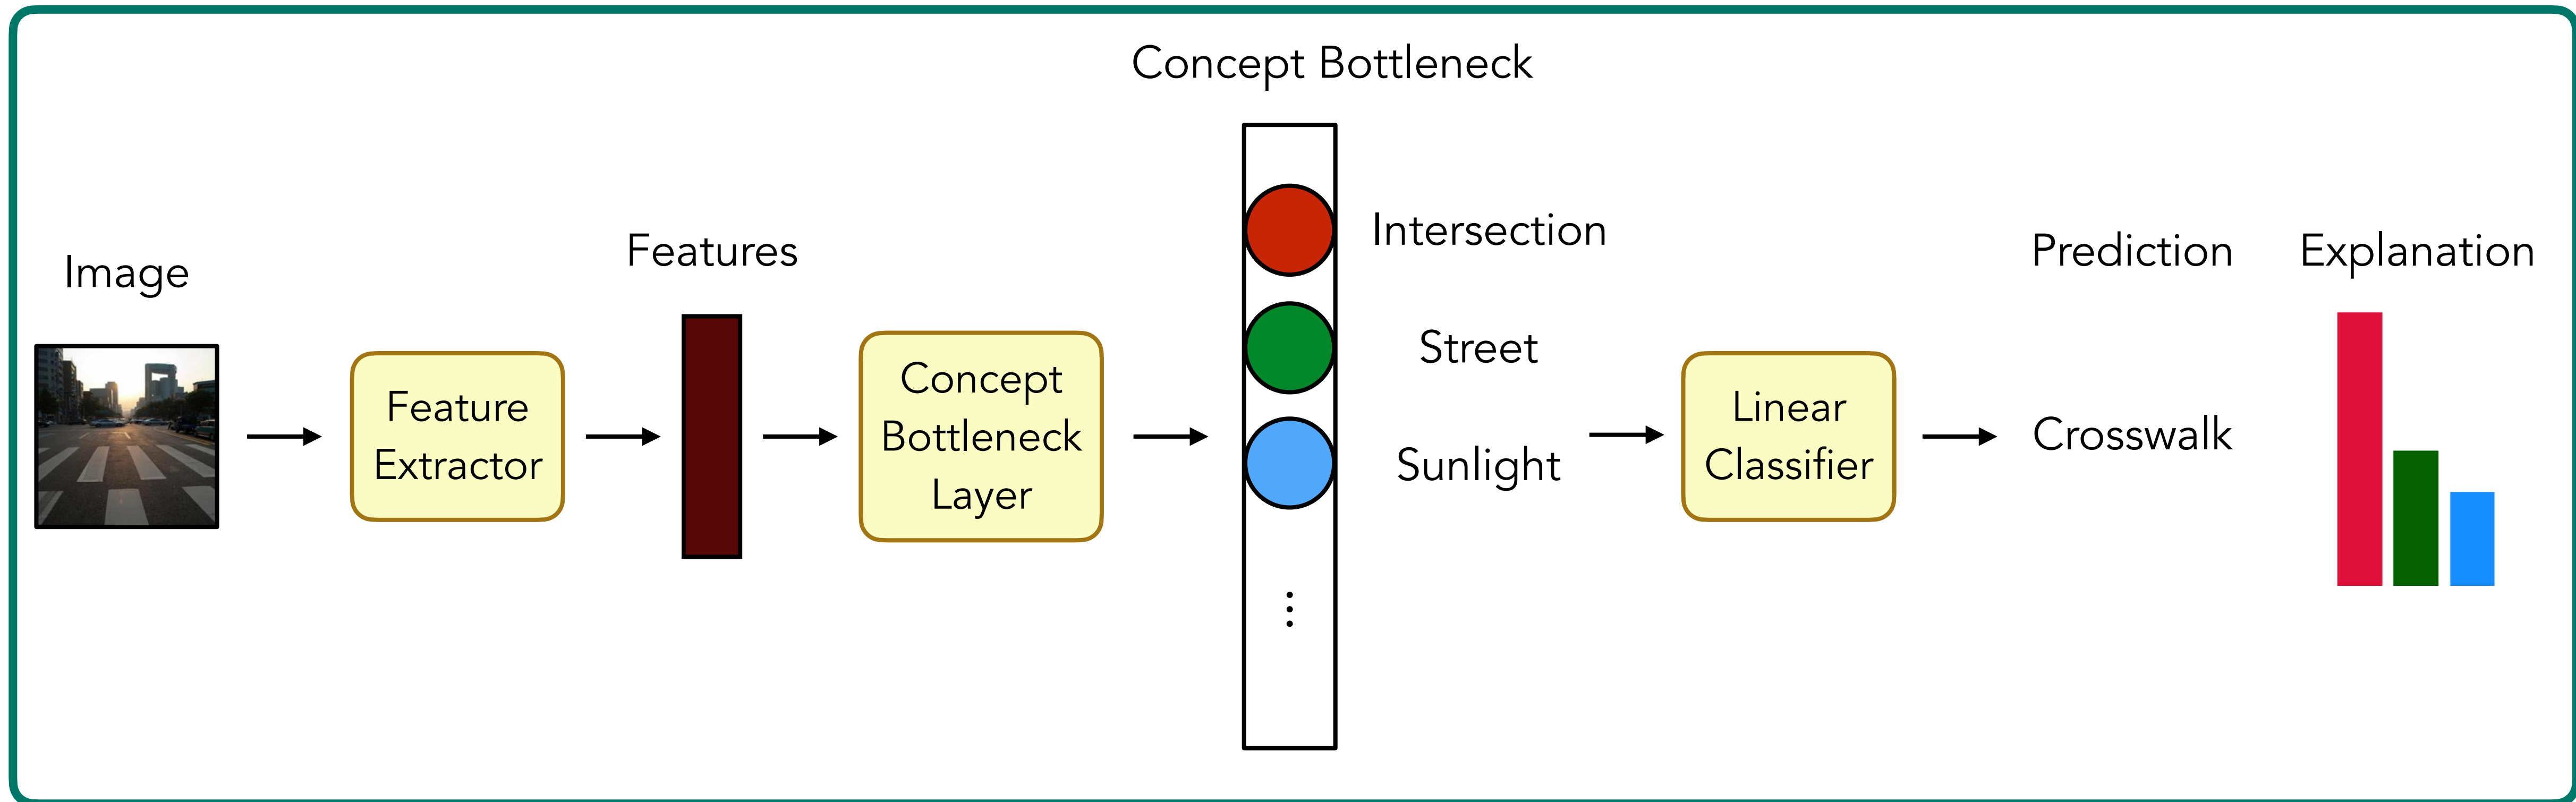 Concept Bottleneck
Image
Feature
Extractor
Features
Concept
Bottleneck
Layer
Intersection
Street
Sunlight
⋮
Linear
Classifier
Prediction
Crosswalk
Explanation